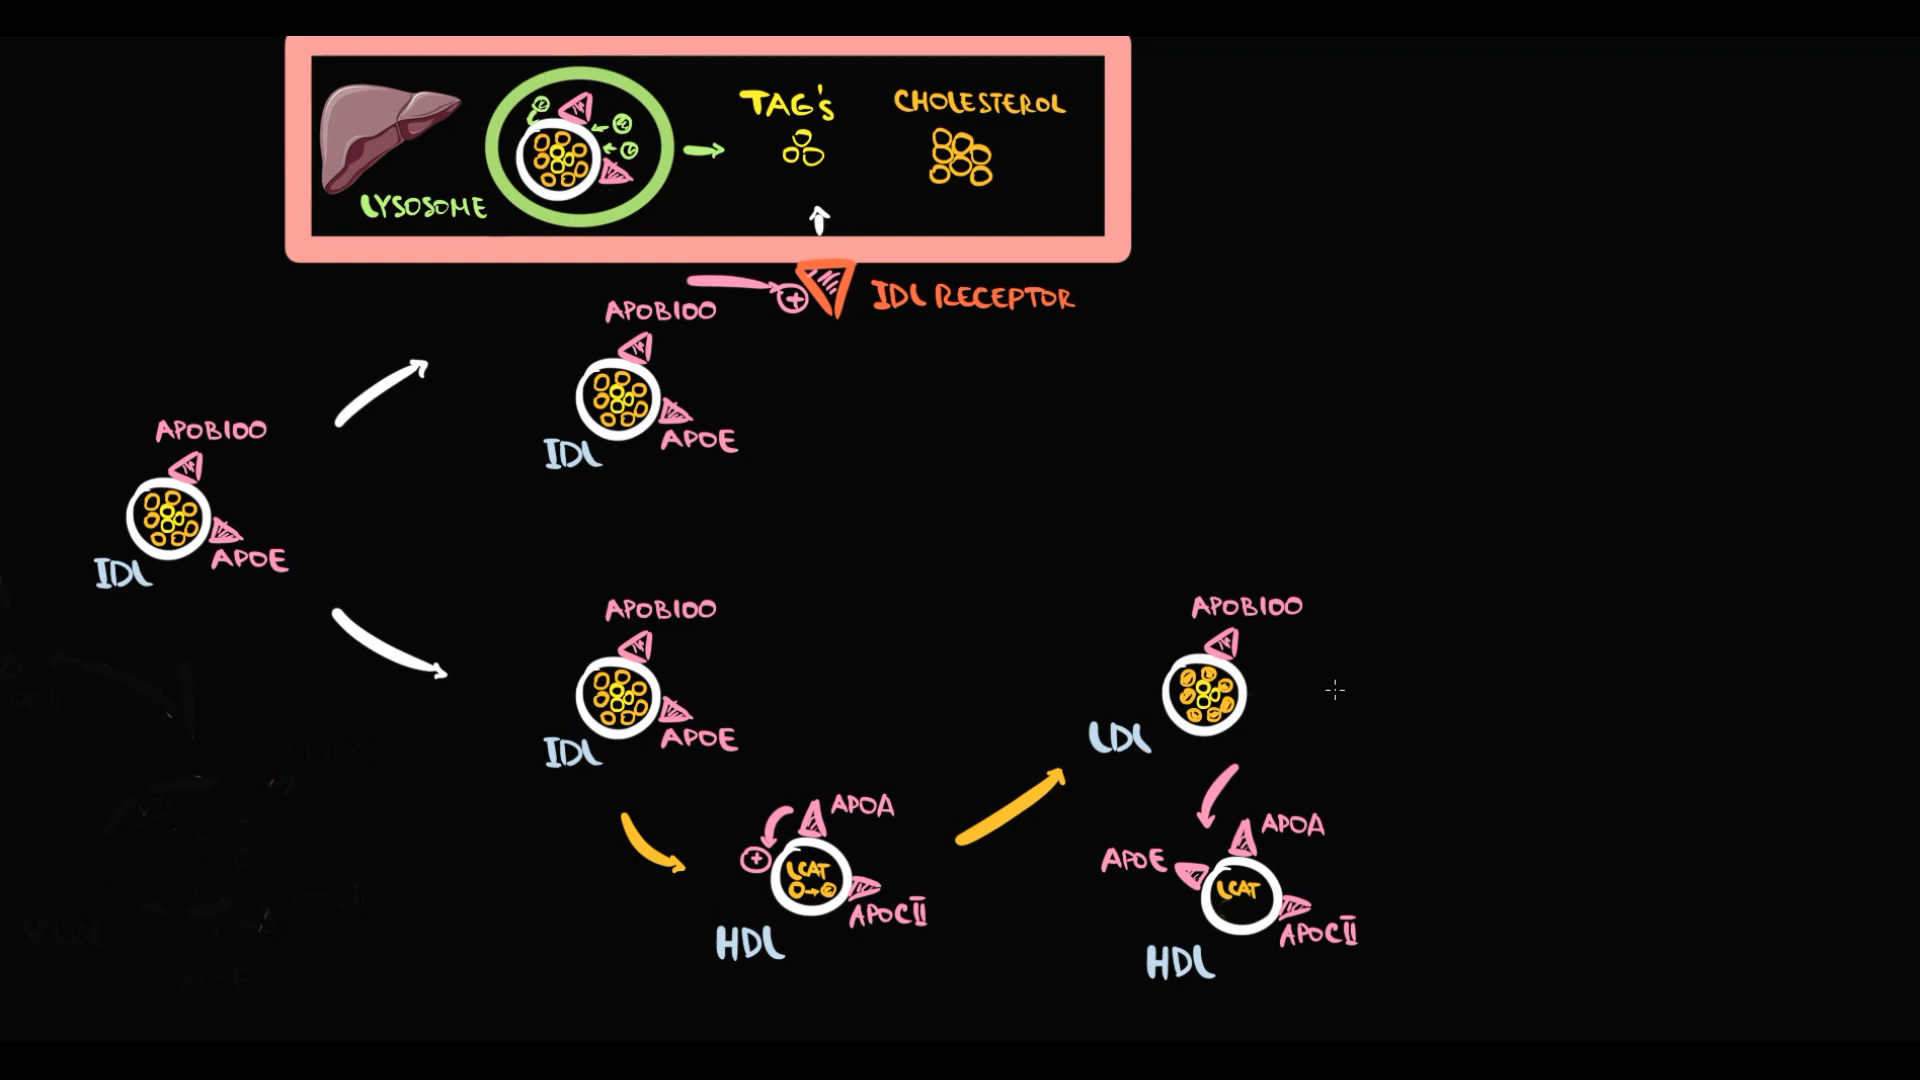 TAG's
CHOLESTEROL
LYSOSOME
IDL RECEPTOR
APOB100
APOE
IDL
APOB100
APOE
IDL
APOB100
APOE
IDL
APOB100
LDL
APOA
LCAT
APOCII
HDL
APOA
APOE
LCAT
APOCII
HDL